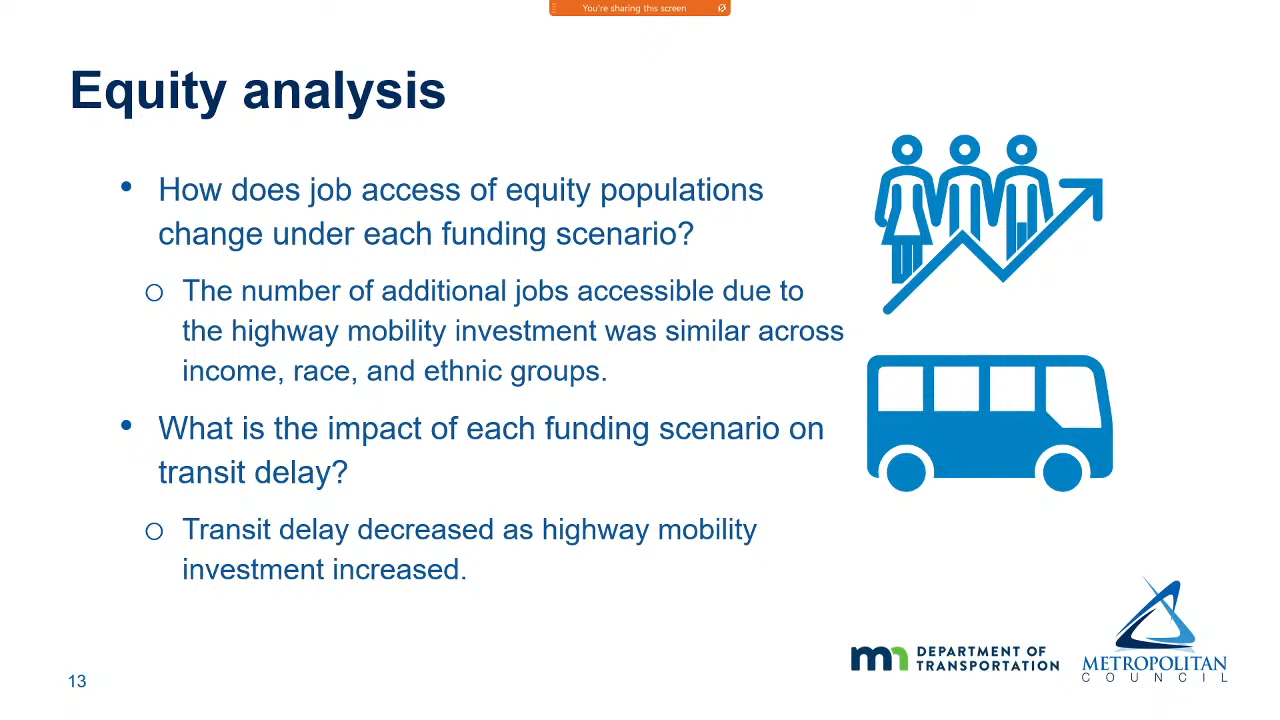 You're sharing this screen
Equity analysis
• How does job access of equity populations
change under each funding scenario?
o The number of additional jobs accessible due to
the highway mobility investment was similar across
income, race, and ethnic groups.
• What is the impact of each funding scenario on
transit delay?
o Transit delay decreased as highway mobility
investment increased.
mn DEPARTMENT OF
TRANSPORTATION
METROPOLITAN
COUNCIL
13